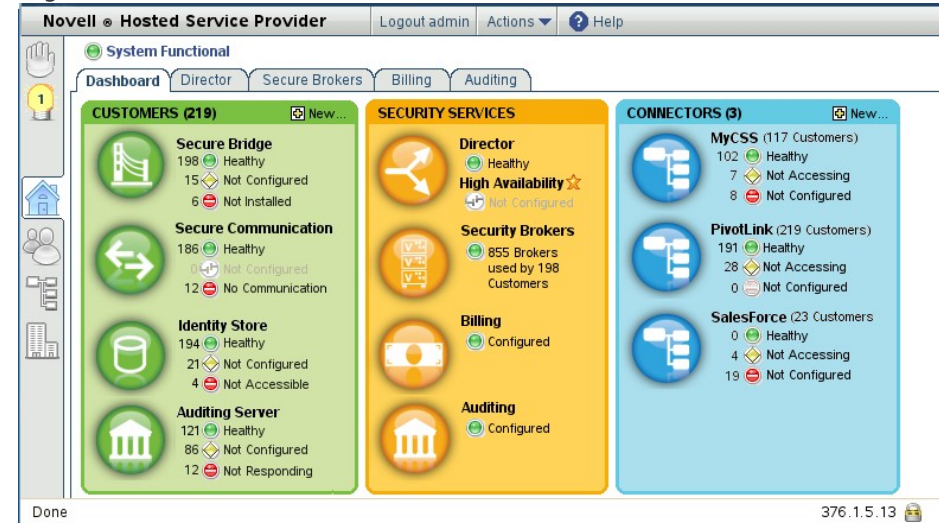 Novell ® Hosted Service Provider
Logout admin
Actions
Help
System Functional
1
Dashboard
Director
Secure Brokers
Billing
Auditing
CUSTOMERS (219)
New...
Secure Bridge
198 Healthy
15 Not Configured
6 Not Installed
Secure Communication
186 Healthy
0 Not Configured
12 No Communication
Identity Store
194 Healthy
21 Not Configured
4 Not Accessible
Auditing Server
121 Healthy
86 Not Configured
12 Not Responding
SECURITY SERVICES
Director
Healthy
High Availability
Not Configured
Security Brokers
855 Brokers
used by 198
Customers
Billing
Configured
Auditing
Configured
CONNECTORS (3)
New...
MyCSS (117 Customers)
102 Healthy
7 Not Accessing
8 Not Configured
PivotLink (219 Customers)
191 Healthy
28 Not Accessing
0 Not Configured
SalesForce (23 Customers
0 Healthy
4 Not Accessing
19 Not Configured
Done
376.1.5.13